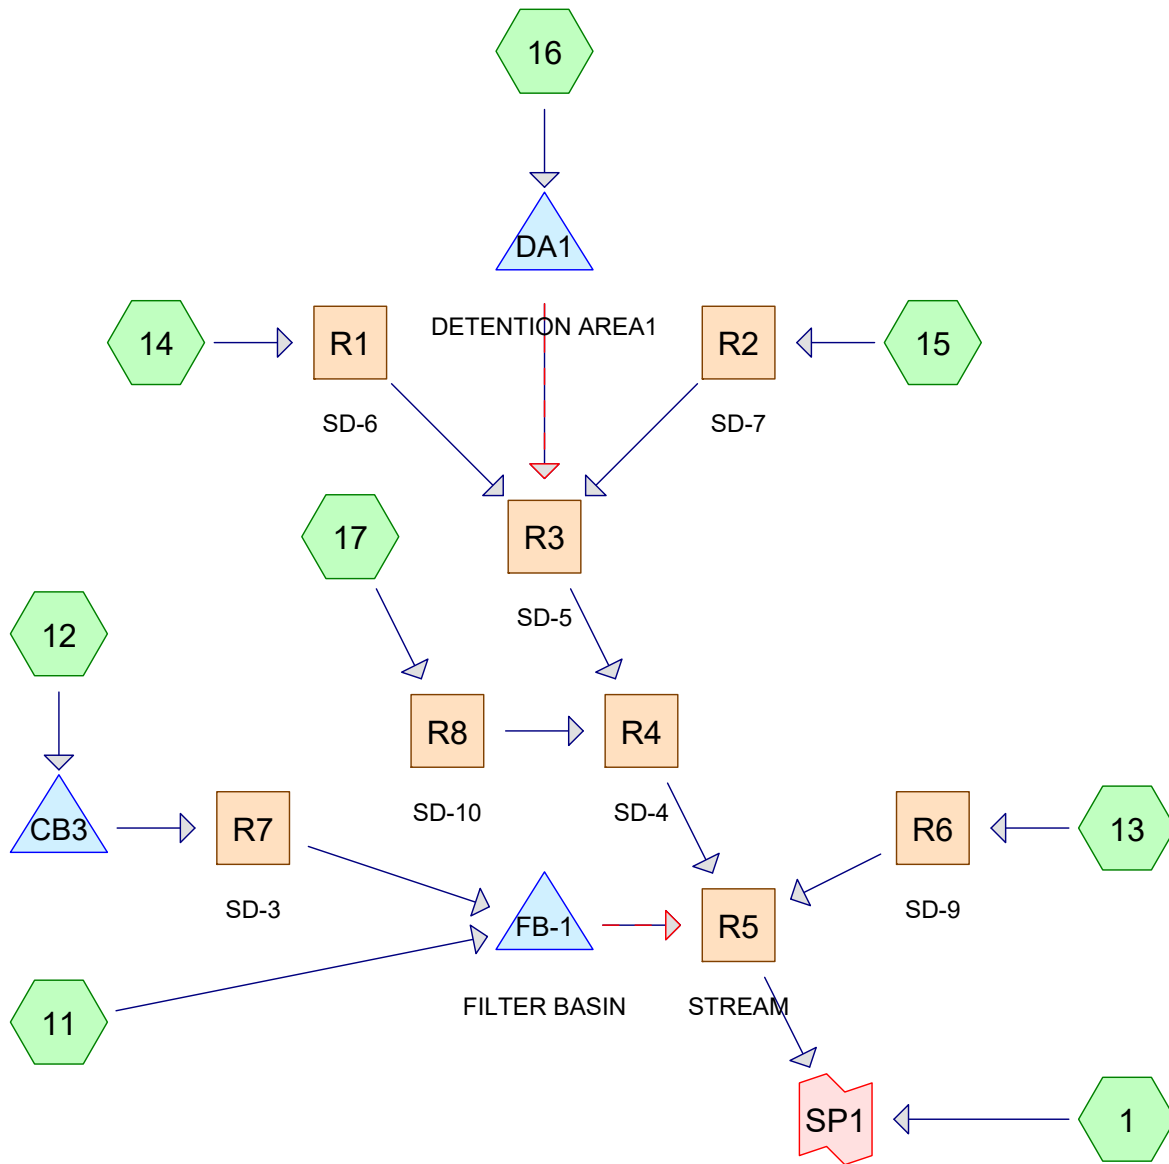 16
DA1
DETENTION AREA1
14
R1
R2
15
SD-6
SD-7
17
R3
SD-5
12
R8
R4
SD-10
SD-4
CB3
R7
R6
13
SD-3
SD-9
FB-1
R5
FILTER BASIN
STREAM
11
SP1
1